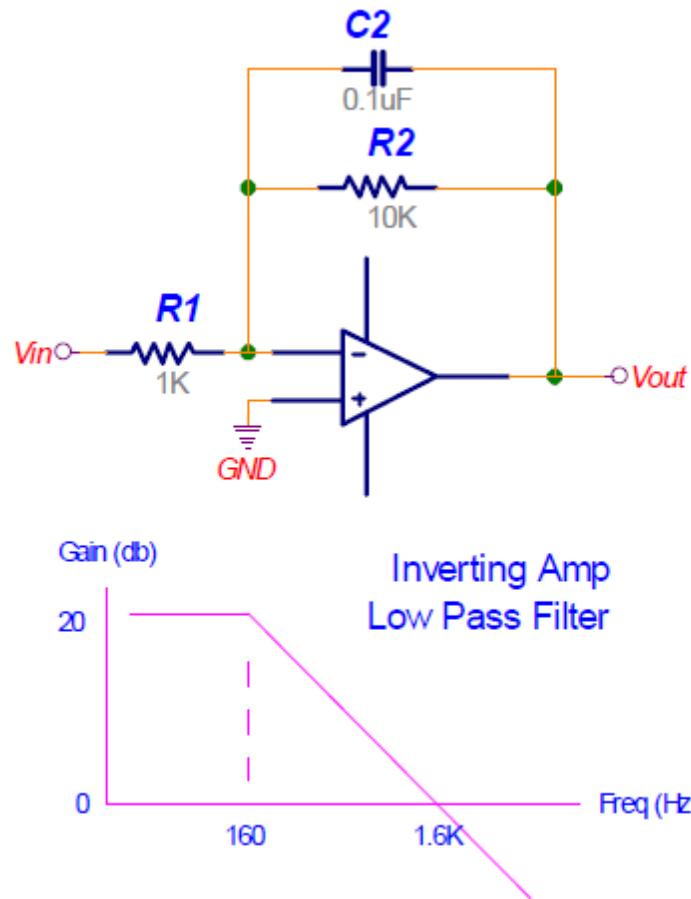 C2
0.1uF
R2
10K
R1
Vin
1K
-
+
Vout
GND
Gain (db)
Inverting Amp
Low Pass Filter
20
0
Freq (Hz
160
1.6K